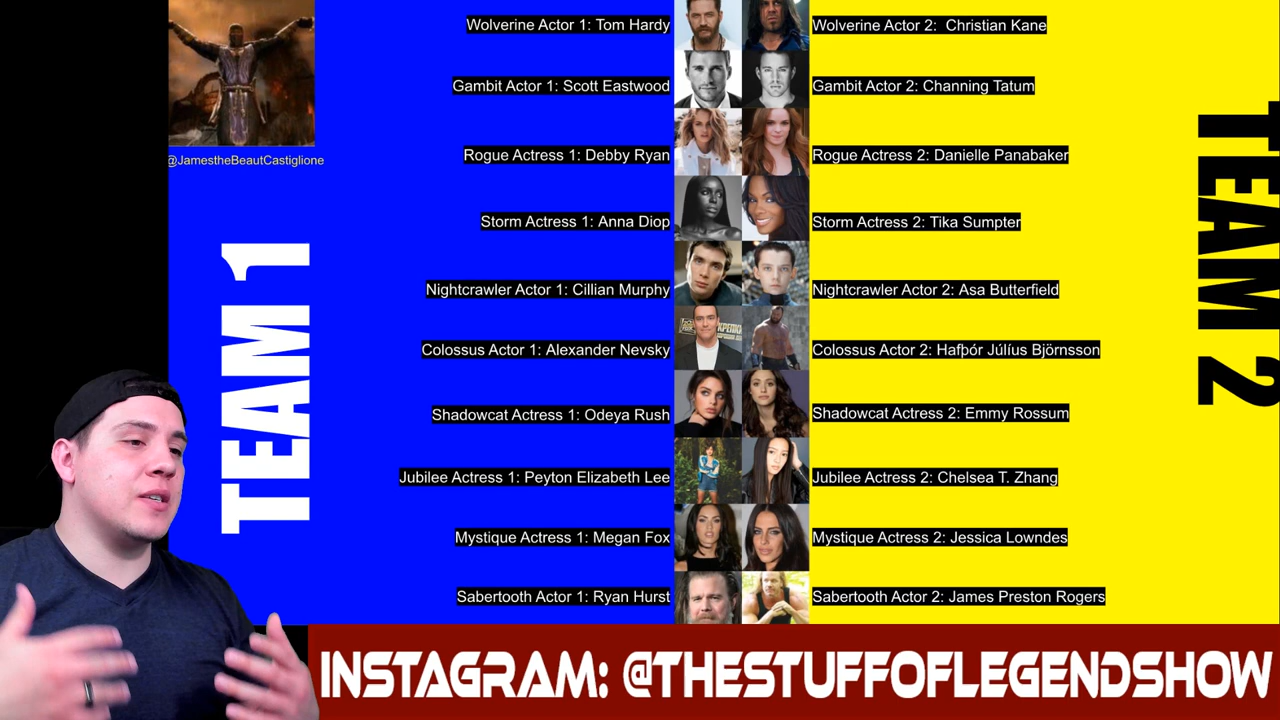 Wolverine Actor 1: Tom Hardy
Wolverine Actor 2: Christian Kane
Gambit Actor 1: Scott Eastwood
Gambit Actor 2: Channing Tatum
@JamestheBeautCastiglione
Rogue Actress 1: Debby Ryan
Rogue Actress 2: Danielle Panabaker
Storm Actress 1: Anna Diop
Storm Actress 2: Tika Sumpter
Nightcrawler Actor 1: Cillian Murphy
Nightcrawler Actor 2: Asa Butterfield
Colossus Actor 1: Alexander Nevsky
Colossus Actor 2: Hafþór Júlíus Björnsson
Shadowcat Actress 1: Odeya Rush
Shadowcat Actress 2: Emmy Rossum
Jubilee Actress 1: Peyton Elizabeth Lee
Jubilee Actress 2: Chelsea T. Zhang
Mystique Actress 1: Megan Fox
Mystique Actress 2: Jessica Lowndes
Sabertooth Actor 1: Ryan Hurst
Sabertooth Actor 2: James Preston Rogers
TEAM 1
TEAM 2
INSTAGRAM: @THESTUFFOFLEGENDSHOW